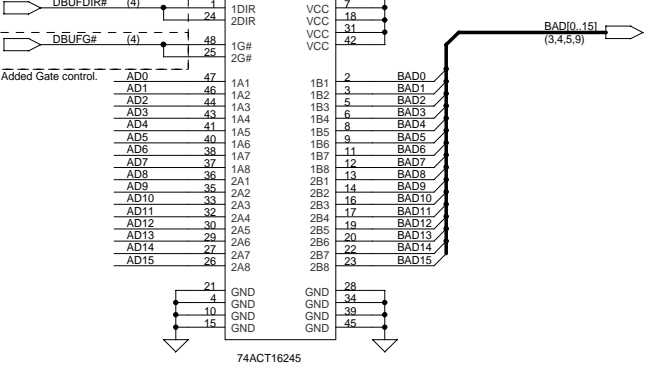 DBUFDIR# (4) 1 1DIR VCC 7
24 2DIR VCC 18
VCC 31
DBUFG# (4) 48 1G# VCC 42
25 2G#
BAD[0..15]
(3,4,5,9)
Added Gate control.
AD0 47 1A1 1B1 2 BAD0
AD1 46 1A2 1B2 3 BAD1
AD2 44 1A3 1B3 5 BAD2
AD3 43 1A4 1B4 6 BAD3
AD4 41 1A5 1B5 8 BAD4
AD5 40 1A6 1B6 9 BAD5
AD6 38 1A7 1B7 11 BAD6
AD7 37 1A8 1B8 12 BAD7
AD8 36 2A1 2B1 13 BAD8
AD9 35 2A2 2B2 14 BAD9
AD10 33 2A3 2B3 16 BAD10
AD11 32 2A4 2B4 17 BAD11
AD12 30 2A5 2B5 19 BAD12
AD13 29 2A6 2B6 20 BAD13
AD14 27 2A7 2B7 22 BAD14
AD15 26 2A8 2B8 23 BAD15
21 GND GND 28
4 GND GND 34
10 GND GND 39
15 GND GND 45
74ACT16245